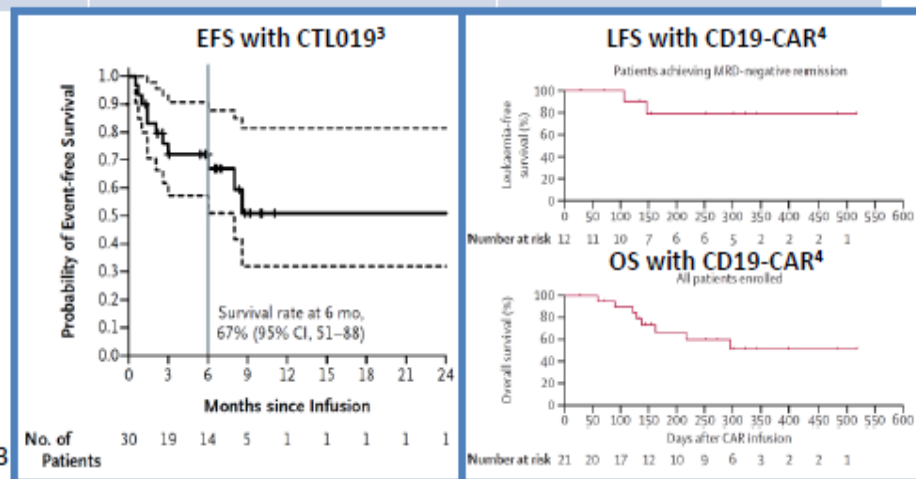 EFS with CTL019³
Probability of Event-free Survival
1.0
0.9
0.8
0.7
0.6
0.5
0.4
0.3
0.2
0.1
0.0
Survival rate at 6 mo,
67% (95% CI, 51–88)
0 3 6 9 12 15 18 21 24
Months since Infusion
No. of
Patients
30 19 14 5 1 1 1 1 1
3
LFS with CD19-CAR⁴
Patients achieving MRD-negative remission
Leukaemia-free
survival (%)
100
80
60
40
20
0
0 50 100 150 200 250 300 350 400 450 500 550 600
Number at risk 12 11 10 7 6 6 5 2 2 2 1
OS with CD19-CAR⁴
All patients enrolled
Overall survival (%)
100
80
60
40
20
0
0 50 100 150 200 250 300 350 400 450 500 550 600
Days after CAR infusion
Number at risk 21 20 17 12 10 9 6 3 2 2 1